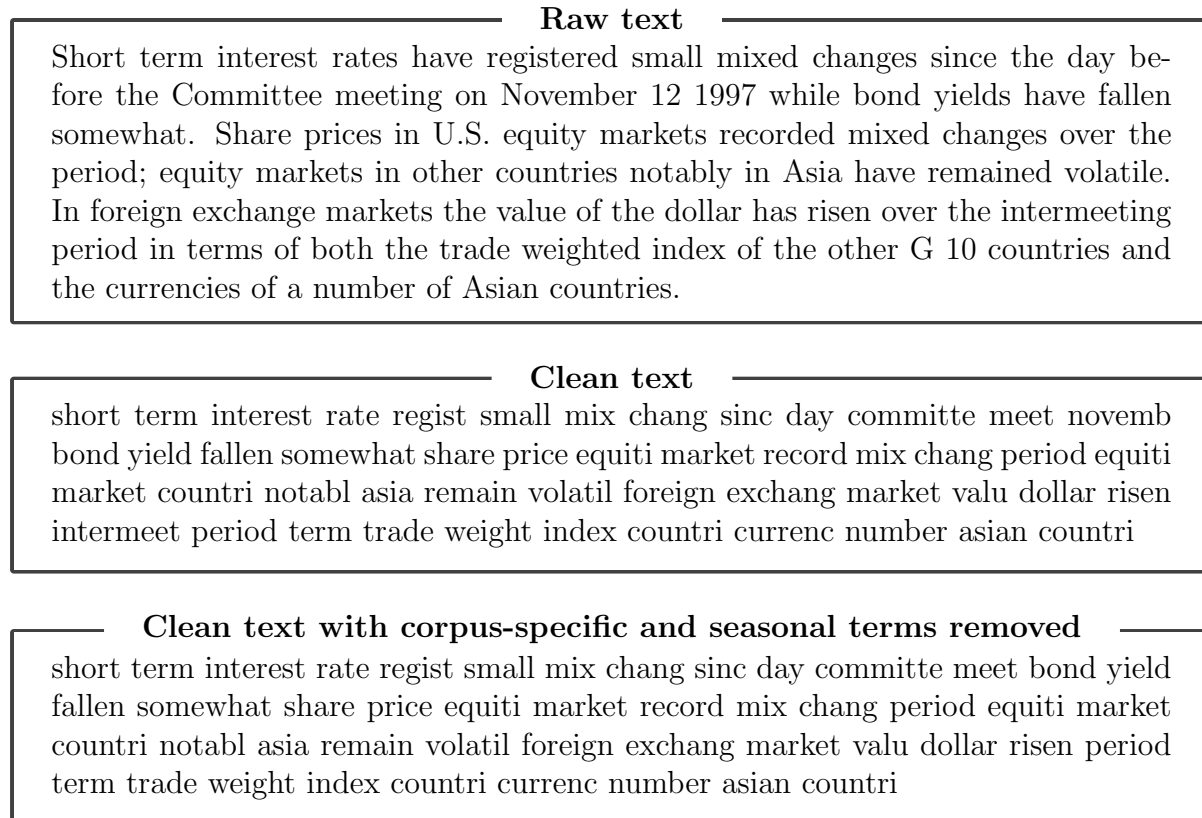 Raw text
Short term interest rates have registered small mixed changes since the day be-
fore the Committee meeting on November 12 1997 while bond yields have fallen
somewhat. Share prices in U.S. equity markets recorded mixed changes over the
period; equity markets in other countries notably in Asia have remained volatile.
In foreign exchange markets the value of the dollar has risen over the intermeeting
period in terms of both the trade weighted index of the other G 10 countries and
the currencies of a number of Asian countries.
Clean text
short term interest rate regist small mix chang sinc day committe meet novemb
bond yield fallen somewhat share price equiti market record mix chang period equiti
market countri notabl asia remain volatil foreign exchang market valu dollar risen
intermeet period term trade weight index countri currenc number asian countri
Clean text with corpus-specific and seasonal terms removed
short term interest rate regist small mix chang sinc day committe meet bond yield
fallen somewhat share price equiti market record mix chang period equiti market
countri notabl asia remain volatil foreign exchang market valu dollar risen period
term trade weight index countri currenc number asian countri